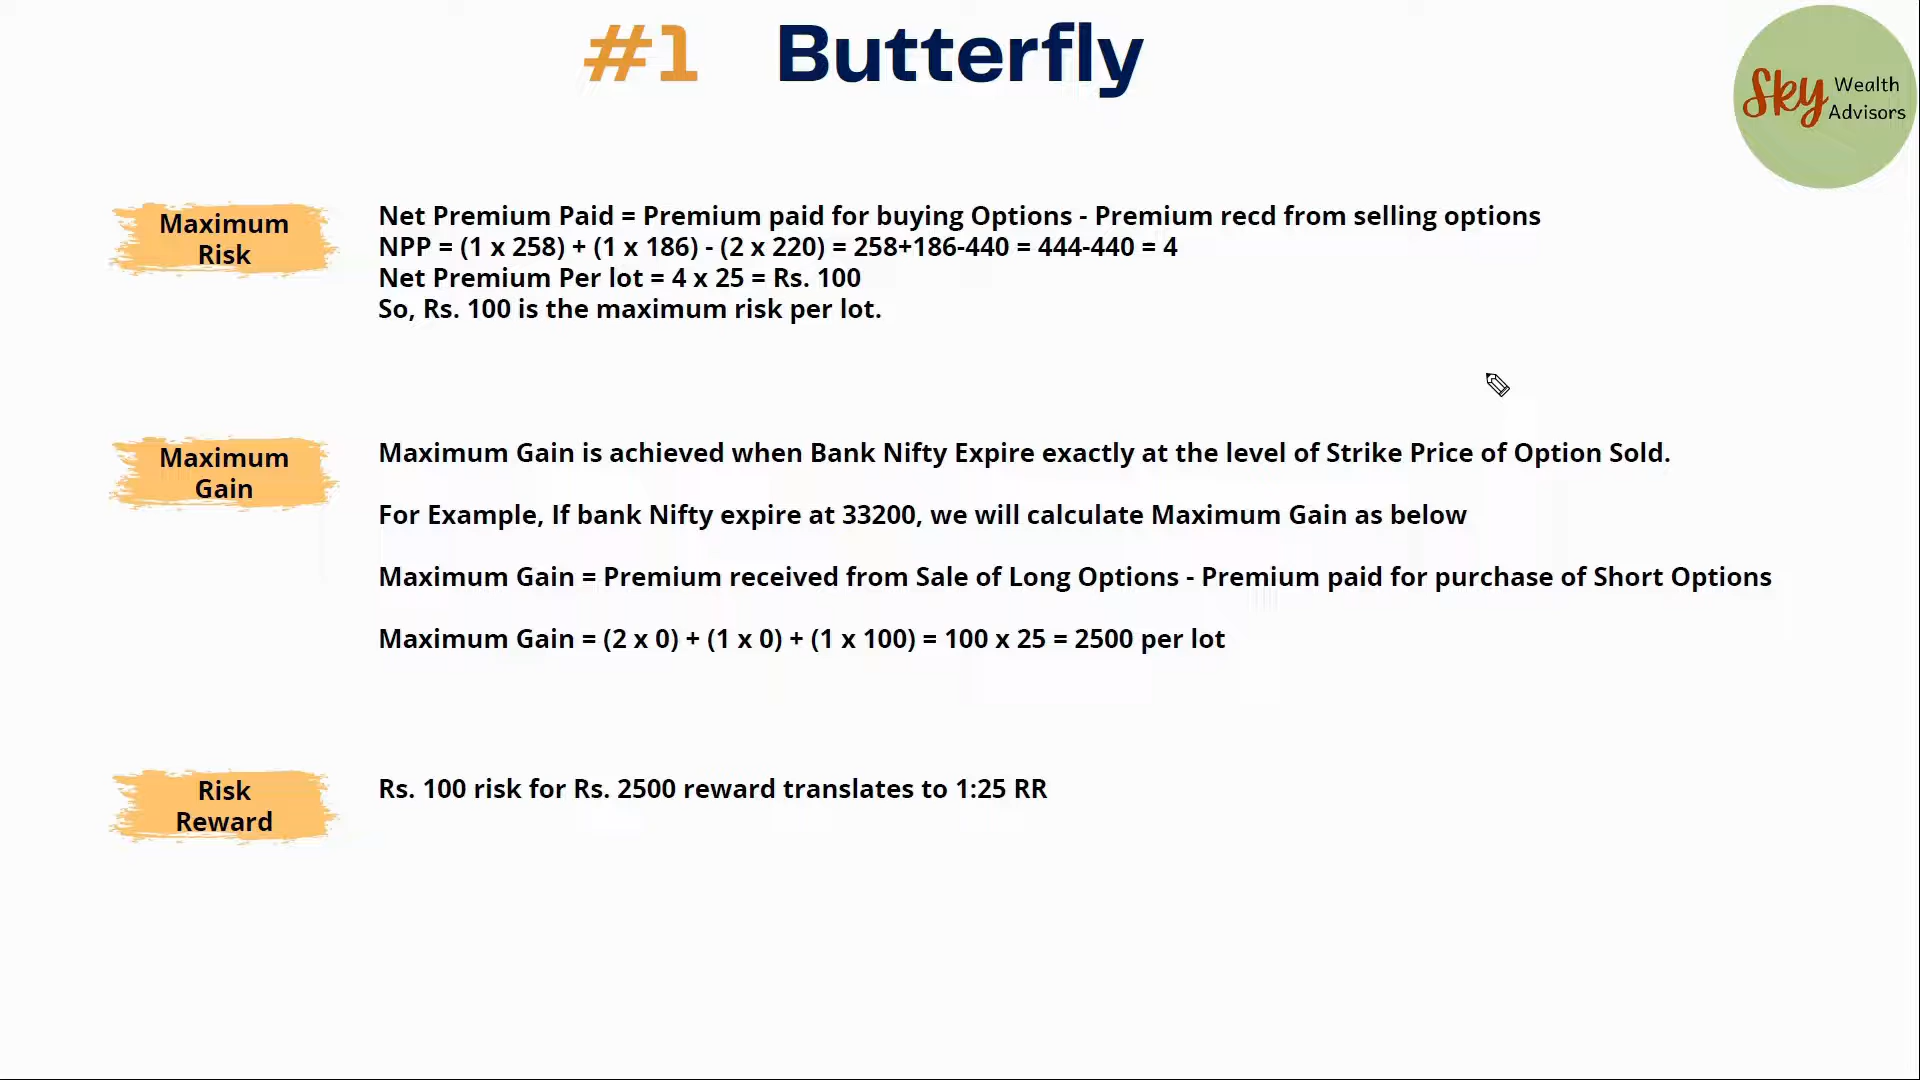 #1 Butterfly
Sky Wealth
Advisors
Maximum
Risk
Net Premium Paid = Premium paid for buying Options - Premium recd from selling options
NPP = (1 x 258) + (1 x 186) - (2 x 220) = 258+186-440 = 444-440 = 4
Net Premium Per lot = 4 x 25 = Rs. 100
So, Rs. 100 is the maximum risk per lot.
Maximum
Gain
Maximum Gain is achieved when Bank Nifty Expire exactly at the level of Strike Price of Option Sold.
For Example, If bank Nifty expire at 33200, we will calculate Maximum Gain as below
Maximum Gain = Premium received from Sale of Long Options - Premium paid for purchase of Short Options
Maximum Gain = (2 x 0) + (1 x 0) + (1 x 100) = 100 x 25 = 2500 per lot
Risk
Reward
Rs. 100 risk for Rs. 2500 reward translates to 1:25 RR